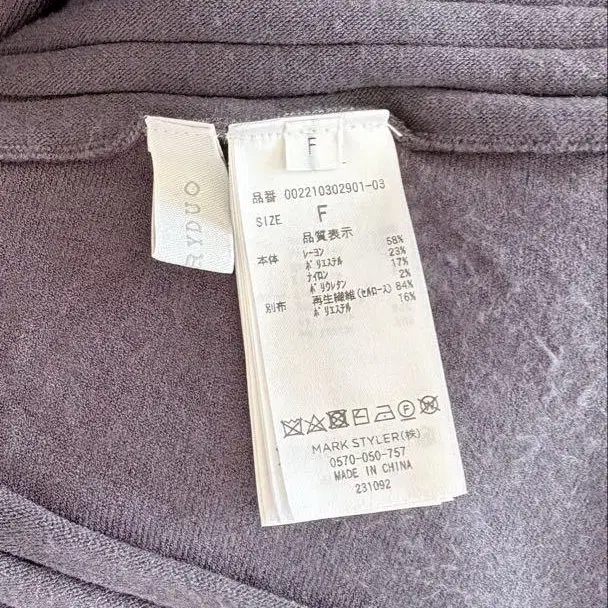 F
RYDUO
品番 002210302901-03
SIZE F
品質表示
本体 レーヨン 58%
ポリエステル 23%
ナイロン 17%
ポリウレタン 2%
別布 再生繊維(セルロース) 84%
ポリエステル 16%
MARK STYLER(株)
0570-050-757
MADE IN CHINA
231092